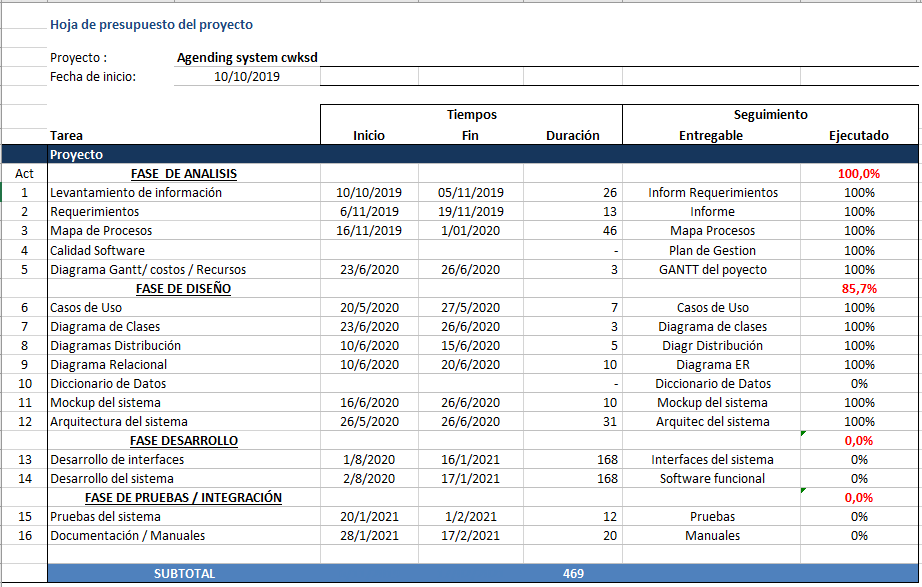 Hoja de presupuesto del proyecto
Proyecto : Agending system cwksd
Fecha de inicio: 10/10/2019
Tiempos Seguimiento
Tarea Inicio Fin Duración Entregable Ejecutado
Proyecto
Act FASE DE ANALISIS 100,0%
1 Levantamiento de información 10/10/2019 05/11/2019 26 Inform Requerimientos 100%
2 Requerimientos 6/11/2019 19/11/2019 13 Informe 100%
3 Mapa de Procesos 16/11/2019 1/01/2020 46 Mapa Procesos 100%
4 Calidad Software - Plan de Gestion 100%
5 Diagrama Gantt/ costos / Recursos 23/6/2020 26/6/2020 3 GANTT del poyecto 100%
FASE DE DISEÑO 85,7%
6 Casos de Uso 20/5/2020 27/5/2020 7 Casos de Uso 100%
7 Diagrama de Clases 23/6/2020 26/6/2020 3 Diagrama de clases 100%
8 Diagramas Distribución 10/6/2020 15/6/2020 5 Diagr Distribución 100%
9 Diagrama Relacional 10/6/2020 20/6/2020 10 Diagrama ER 100%
10 Diccionario de Datos - Diccionario de Datos 0%
11 Mockup del sistema 16/6/2020 26/6/2020 10 Mockup del sistema 100%
12 Arquitectura del sistema 26/5/2020 26/6/2020 31 Arquitec del sistema 100%
FASE DESARROLLO 0,0%
13 Desarrollo de interfaces 1/8/2020 16/1/2021 168 Interfaces del sistema 0%
14 Desarrollo del sistema 2/8/2020 17/1/2021 168 Software funcional 0%
FASE DE PRUEBAS / INTEGRACIÓN 0,0%
15 Pruebas del sistema 20/1/2021 1/2/2021 12 Pruebas 0%
16 Documentación / Manuales 28/1/2021 17/2/2021 20 Manuales 0%
SUBTOTAL 469